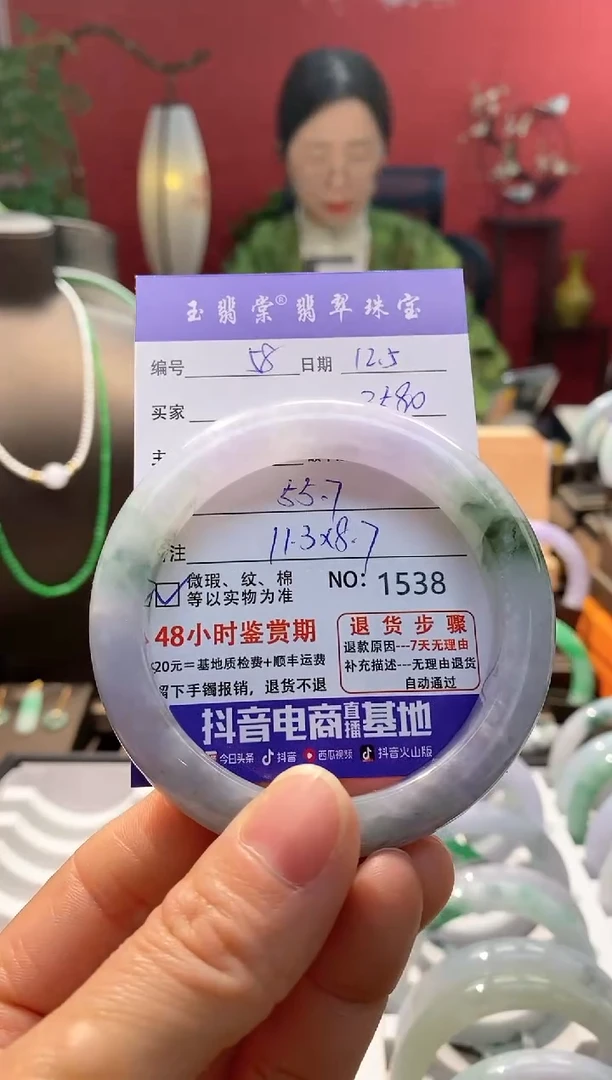 玉翡棠® 翡翠珠宝
编号 58 日期 12.5
买家
55.7
注 11.3×8.7
微瑕、纹、棉
等以实物为准
NO: 1538
48小时鉴赏期
20元=基地质检费+顺丰运费
留下手镯报销，退货不退
退货步骤
退款原因---7天无理由
补充描述---无理由退货
自动通过
抖音电商直播基地
今日头条 抖音 西瓜视频 抖音火山版